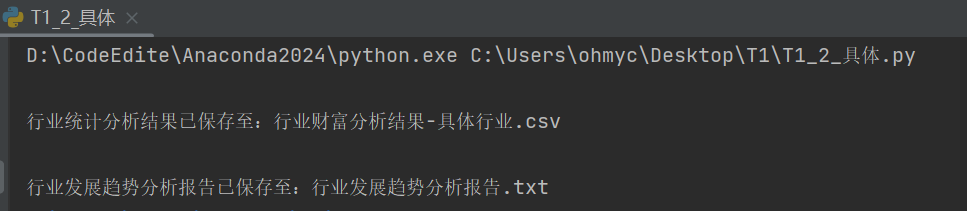 T1_2_具体
D:\CodeEdite\Anaconda2024\python.exe C:\Users\ohmyc\Desktop\T1\T1_2_具体.py
行业统计分析结果已保存至：行业财富分析结果-具体行业.csv
行业发展趋势分析报告已保存至：行业发展趋势分析报告.txt